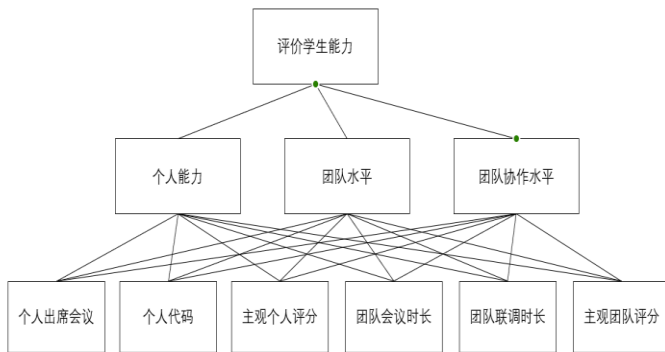 评价学生能力
个人能力
团队水平
团队协作水平
个人出席会议
个人代码
主观个人评分
团队会议时长
团队联调时长
主观团队评分